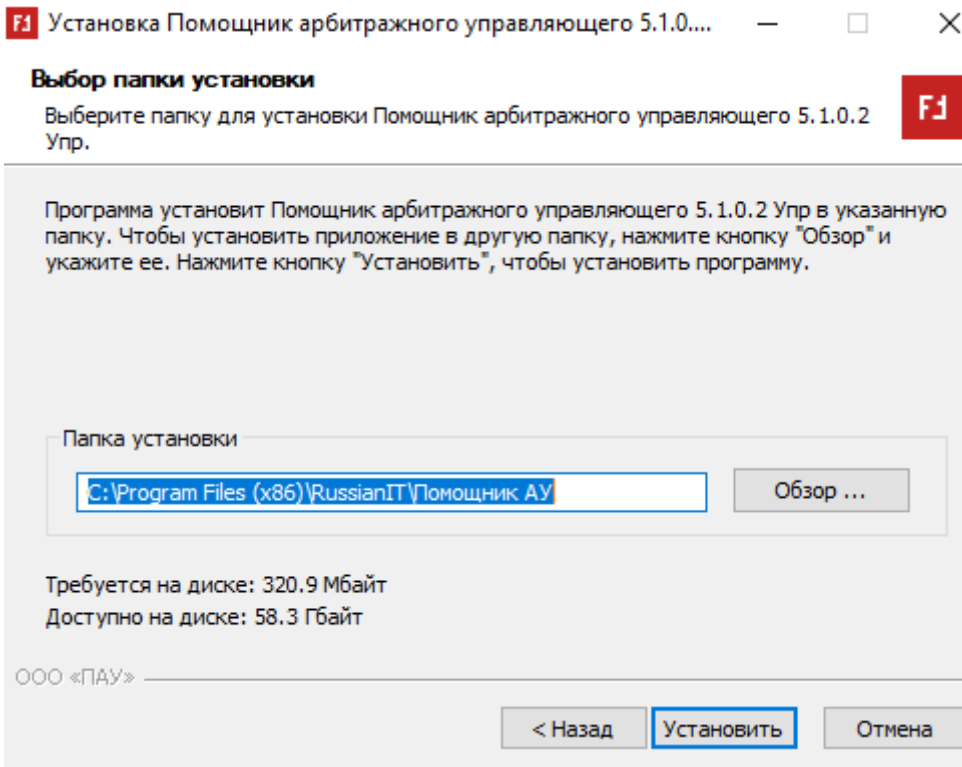 Установка Помощник арбитражного управляющего 5.1.0....
Выбор папки установки
Выберите папку для установки Помощник арбитражного управляющего 5.1.0.2
Упр.
Программа установит Помощник арбитражного управляющего 5.1.0.2 Упр в указанную
папку. Чтобы установить приложение в другую папку, нажмите кнопку "Обзор" и
укажите ее. Нажмите кнопку "Установить", чтобы установить программу.
Папка установки
C:\Program Files (x86)\RussianIT\Помощник АУ
Обзор ...
Требуется на диске: 320.9 Мбайт
Доступно на диске: 58.3 Гбайт
ООО «ПАУ»
< Назад
Установить
Отмена